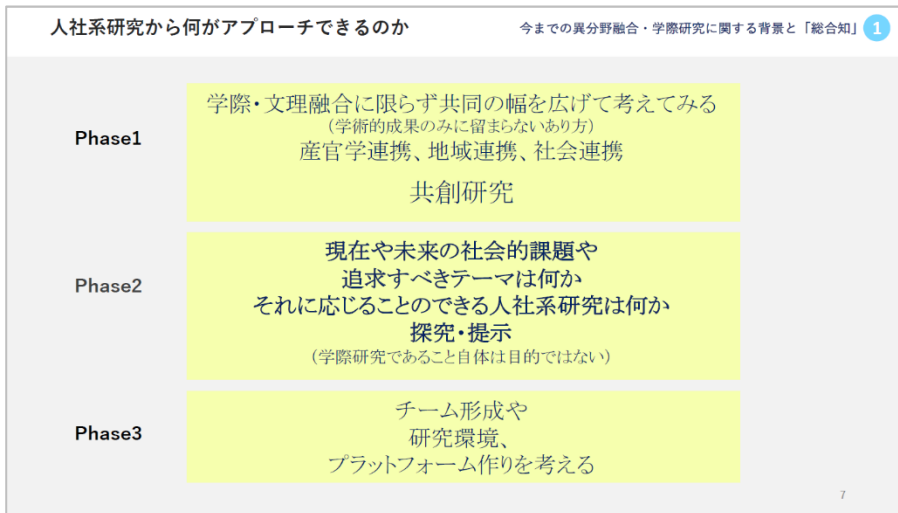 人社系研究から何がアプローチできるのか
今までの異分野融合・学際研究に関する背景と「総合知」 1
Phase1
学際・文理融合に限らず共同の幅を広げて考えてみる
(学術的成果のみに留まらないあり方)
産官学連携、地域連携、社会連携
共創研究
Phase2
現在や未来の社会的課題や
追求すべきテーマは何か
それに応じることのできる人社系研究は何か
探究・提示
(学際研究であること自体は目的ではない)
Phase3
チーム形成や
研究環境、
プラットフォーム作りを考える
7